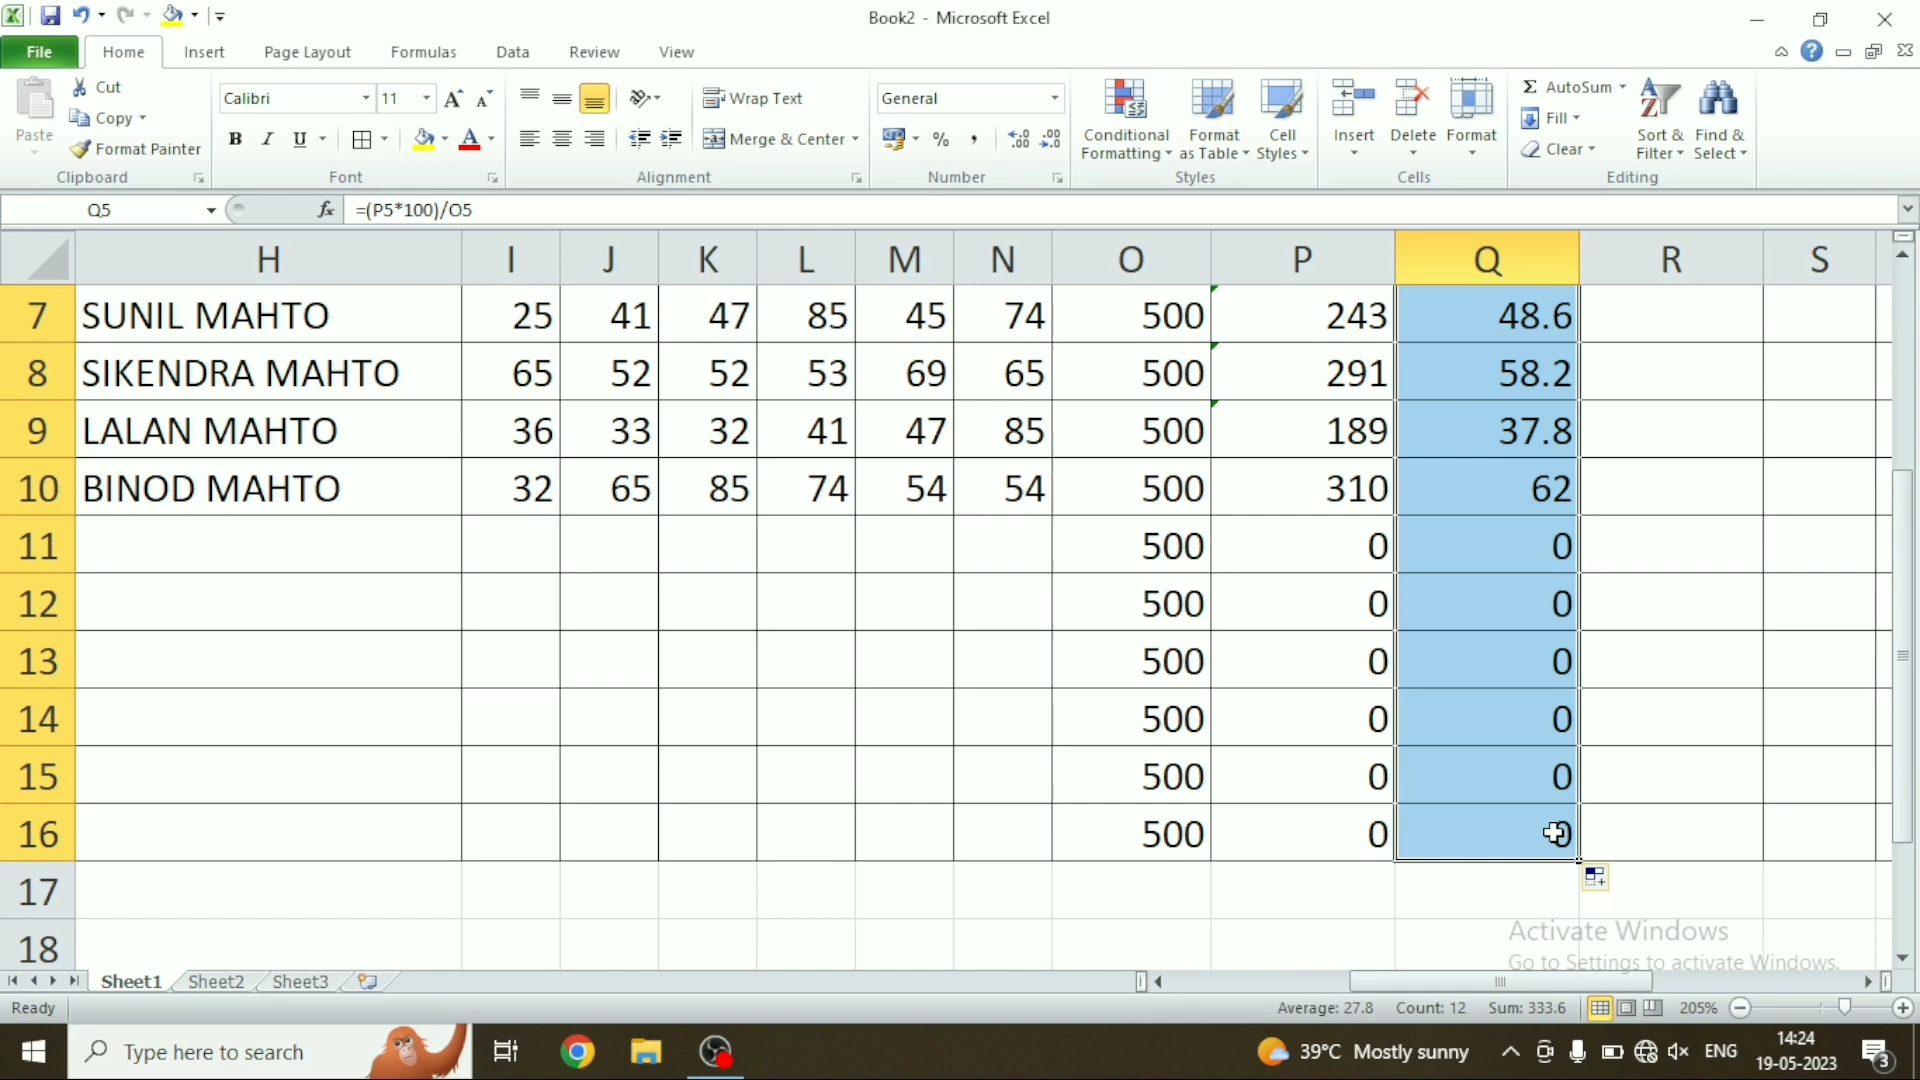 Book2 - Microsoft Excel
File Home Insert Page Layout Formulas Data Review View
Paste
Cut
Copy
Format Painter
Clipboard
Calibri 11
B I U
Font
Wrap Text
Merge & Center
Alignment
General
%
Number
Conditional Formatting
Format as Table
Cell Styles
Styles
Insert Delete Format
Cells
AutoSum
Fill
Clear
Sort & Filter
Find & Select
Editing
Q5 fx =(P5*100)/O5
H I J K L M N O P Q R S
7 SUNIL MAHTO 25 41 47 85 45 74 500 243 48.6
8 SIKENDRA MAHTO 65 52 52 53 69 65 500 291 58.2
9 LALAN MAHTO 36 33 32 41 47 85 500 189 37.8
10 BINOD MAHTO 32 65 85 74 54 54 500 310 62
11 500 0 0
12 500 0 0
13 500 0 0
14 500 0 0
15 500 0 0
16 500 0 0
17
18
Activate Windows
Go to Settings to activate Windows.
Sheet1 Sheet2 Sheet3
Ready Average: 27.8 Count: 12 Sum: 333.6 205%
Type here to search 39°C Mostly sunny ENG 14:24
19-05-2023 3